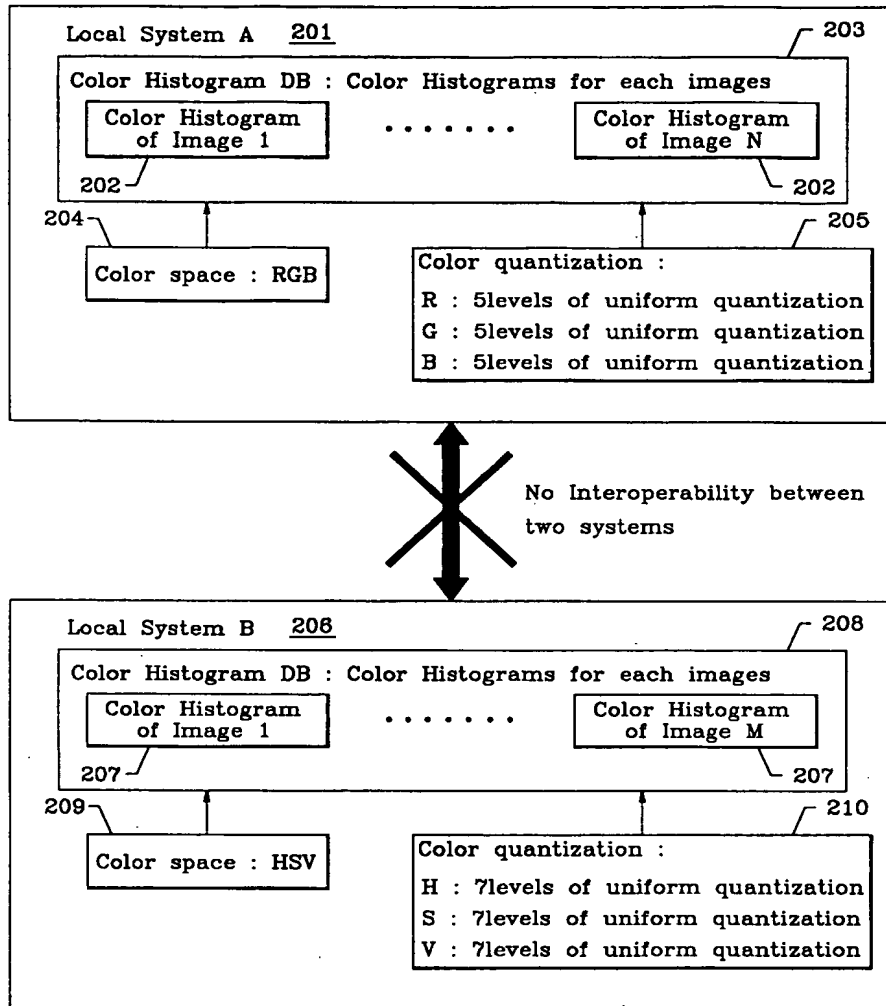 Local System A 201
203
Color Histogram DB : Color Histograms for each images
Color Histogram
of Image 1
.......
Color Histogram
of Image N
202
202
204
205
Color space : RGB
Color quantization :
R : 5levels of uniform quantization
G : 5levels of uniform quantization
B : 5levels of uniform quantization
No Interoperability between
two systems
Local System B 206
208
Color Histogram DB : Color Histograms for each images
Color Histogram
of Image 1
.......
Color Histogram
of Image M
207
207
209
210
Color space : HSV
Color quantization :
H : 7levels of uniform quantization
S : 7levels of uniform quantization
V : 7levels of uniform quantization